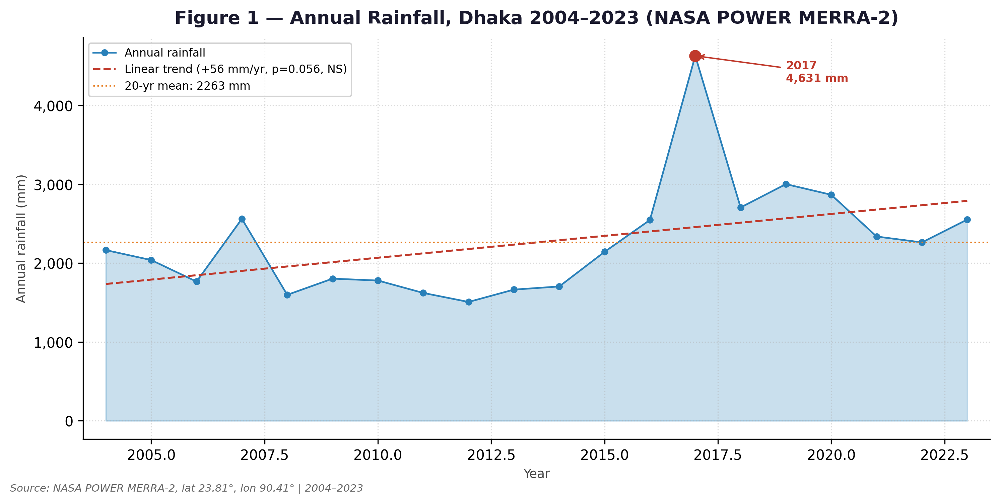 Figure 1 — Annual Rainfall, Dhaka 2004–2023 (NASA POWER MERRA-2)
Annual rainfall
Linear trend (+56 mm/yr, p=0.056, NS)
20-yr mean: 2263 mm
2017
4,631 mm
Annual rainfall (mm)
4,000
3,000
2,000
1,000
0
2005.0 2007.5 2010.0 2012.5 2015.0 2017.5 2020.0 2022.5
Year
Source: NASA POWER MERRA-2, lat 23.81°, lon 90.41° | 2004–2023